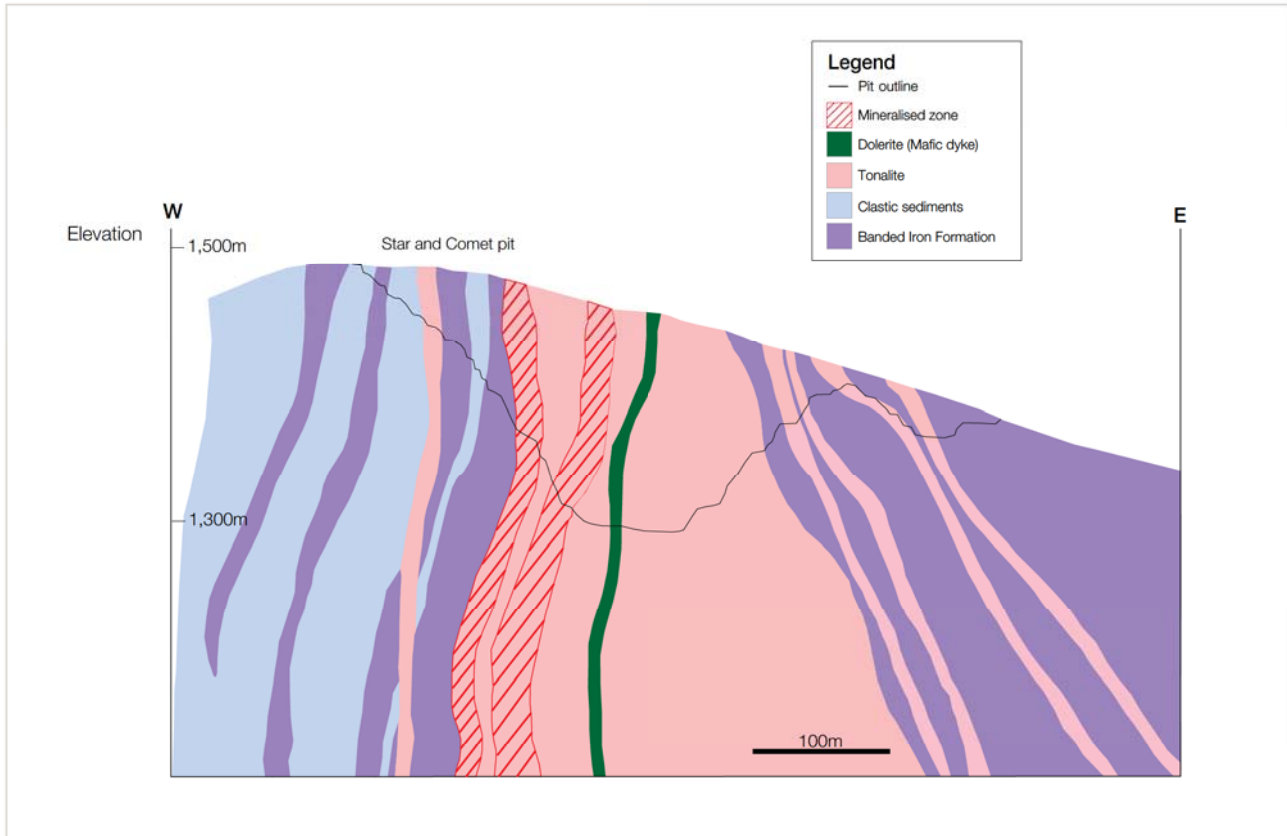 Legend
Pit outline
Mineralised zone
Dolerite (Mafic dyke)
Tonalite
Clastic sediments
Banded Iron Formation
W
E
Elevation
1,500m
Star and Comet pit
1,300m
100m